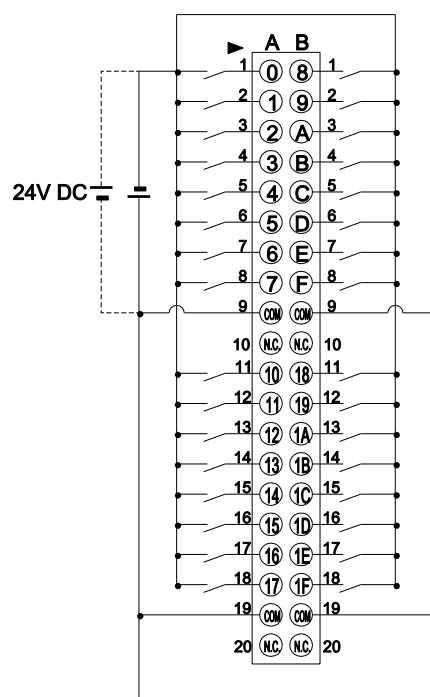 A B
1 0 8 1
2 1 9 2
3 2 A 3
4 3 B 4
24V DC 5 4 C 5
6 5 D 6
7 6 E 7
8 7 F 8
9 COM COM 9
10 N.C. N.C. 10
11 10 18 11
12 11 19 12
13 12 1A 13
14 13 1B 14
15 14 1C 15
16 15 1D 16
17 16 1E 17
18 17 1F 18
19 COM COM 19
20 N.C. N.C. 20